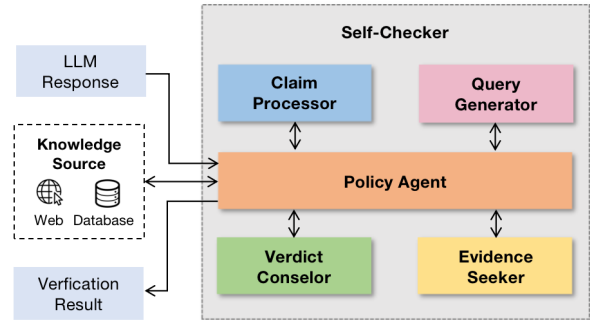 LLM
Response
Knowledge
Source
Web
Database
Verfication
Result
Self-Checker
Claim
Processor
Query
Generator
Policy Agent
Verdict
Conselor
Evidence
Seeker